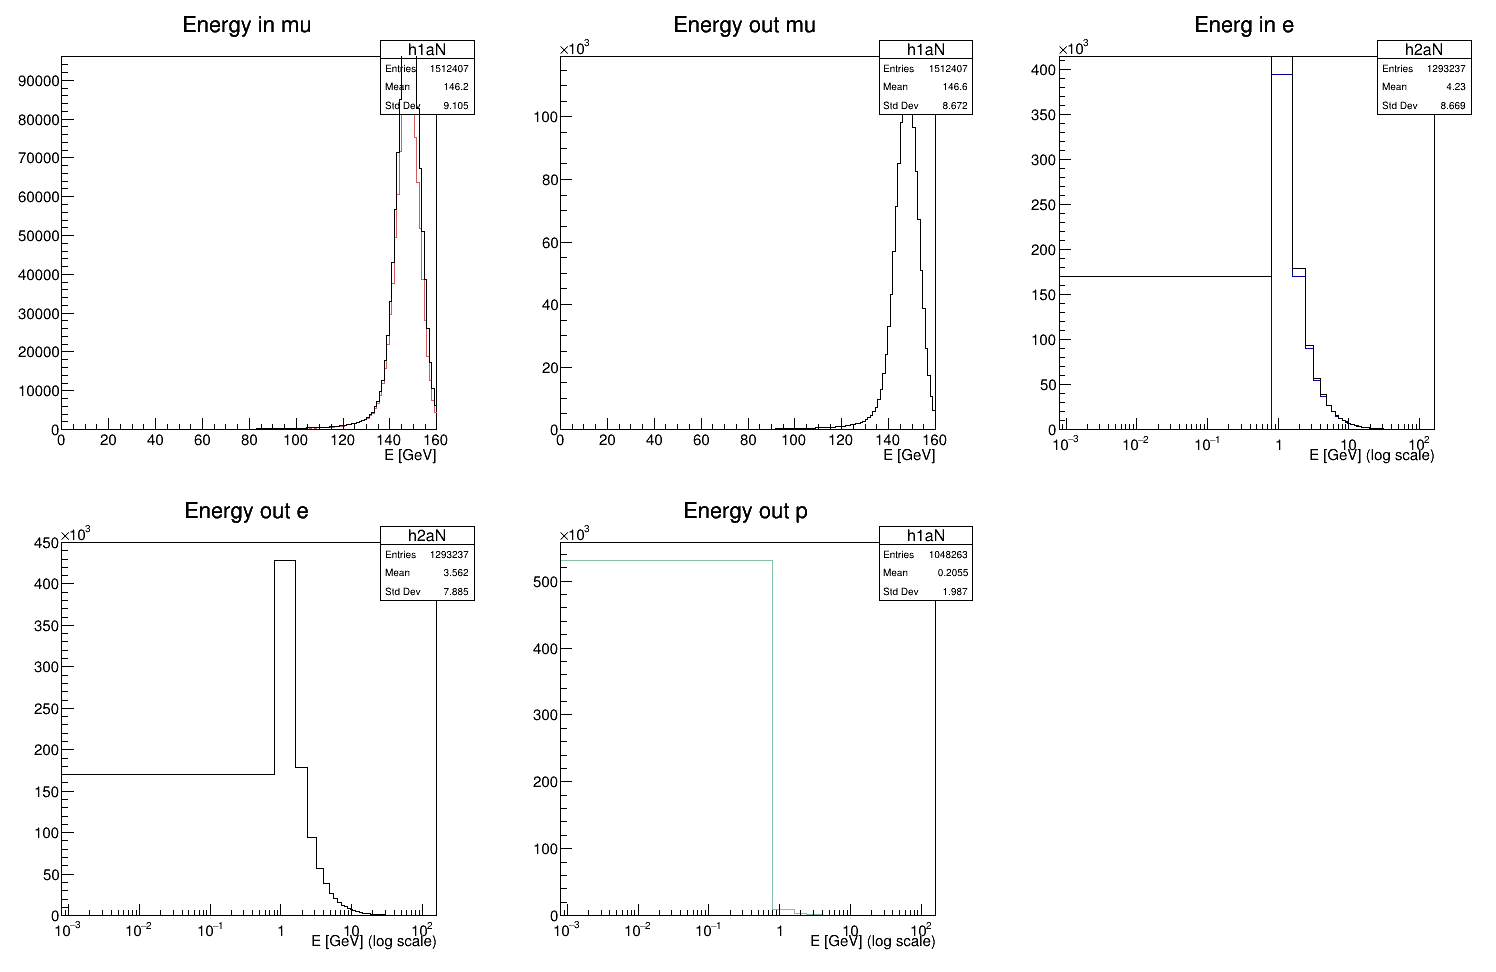 Energy in mu
h1aN
Entries 1512407
Mean 146.2
Std Dev 9.105
90000
80000
70000
60000
50000
40000
30000
20000
10000
0
0 20 40 60 80 100 120 140 160
E [GeV]
Energy out mu
×10³
h1aN
Entries 1512407
Mean 146.6
Std Dev 8.672
100
80
60
40
20
0
0 20 40 60 80 100 120 140 160
E [GeV]
Energ in e
×10³
h2aN
Entries 1293237
Mean 4.23
Std Dev 8.669
400
350
300
250
200
150
100
50
0
10⁻³ 10⁻² 10⁻¹ 1 10 10²
E [GeV] (log scale)
Energy out e
×10³
h2aN
Entries 1293237
Mean 3.562
Std Dev 7.885
450
400
350
300
250
200
150
100
50
0
10⁻³ 10⁻² 10⁻¹ 1 10 10²
E [GeV] (log scale)
Energy out p
×10³
h1aN
Entries 1048263
Mean 0.2055
Std Dev 1.987
500
400
300
200
100
0
10⁻³ 10⁻² 10⁻¹ 1 10 10²
E [GeV] (log scale)